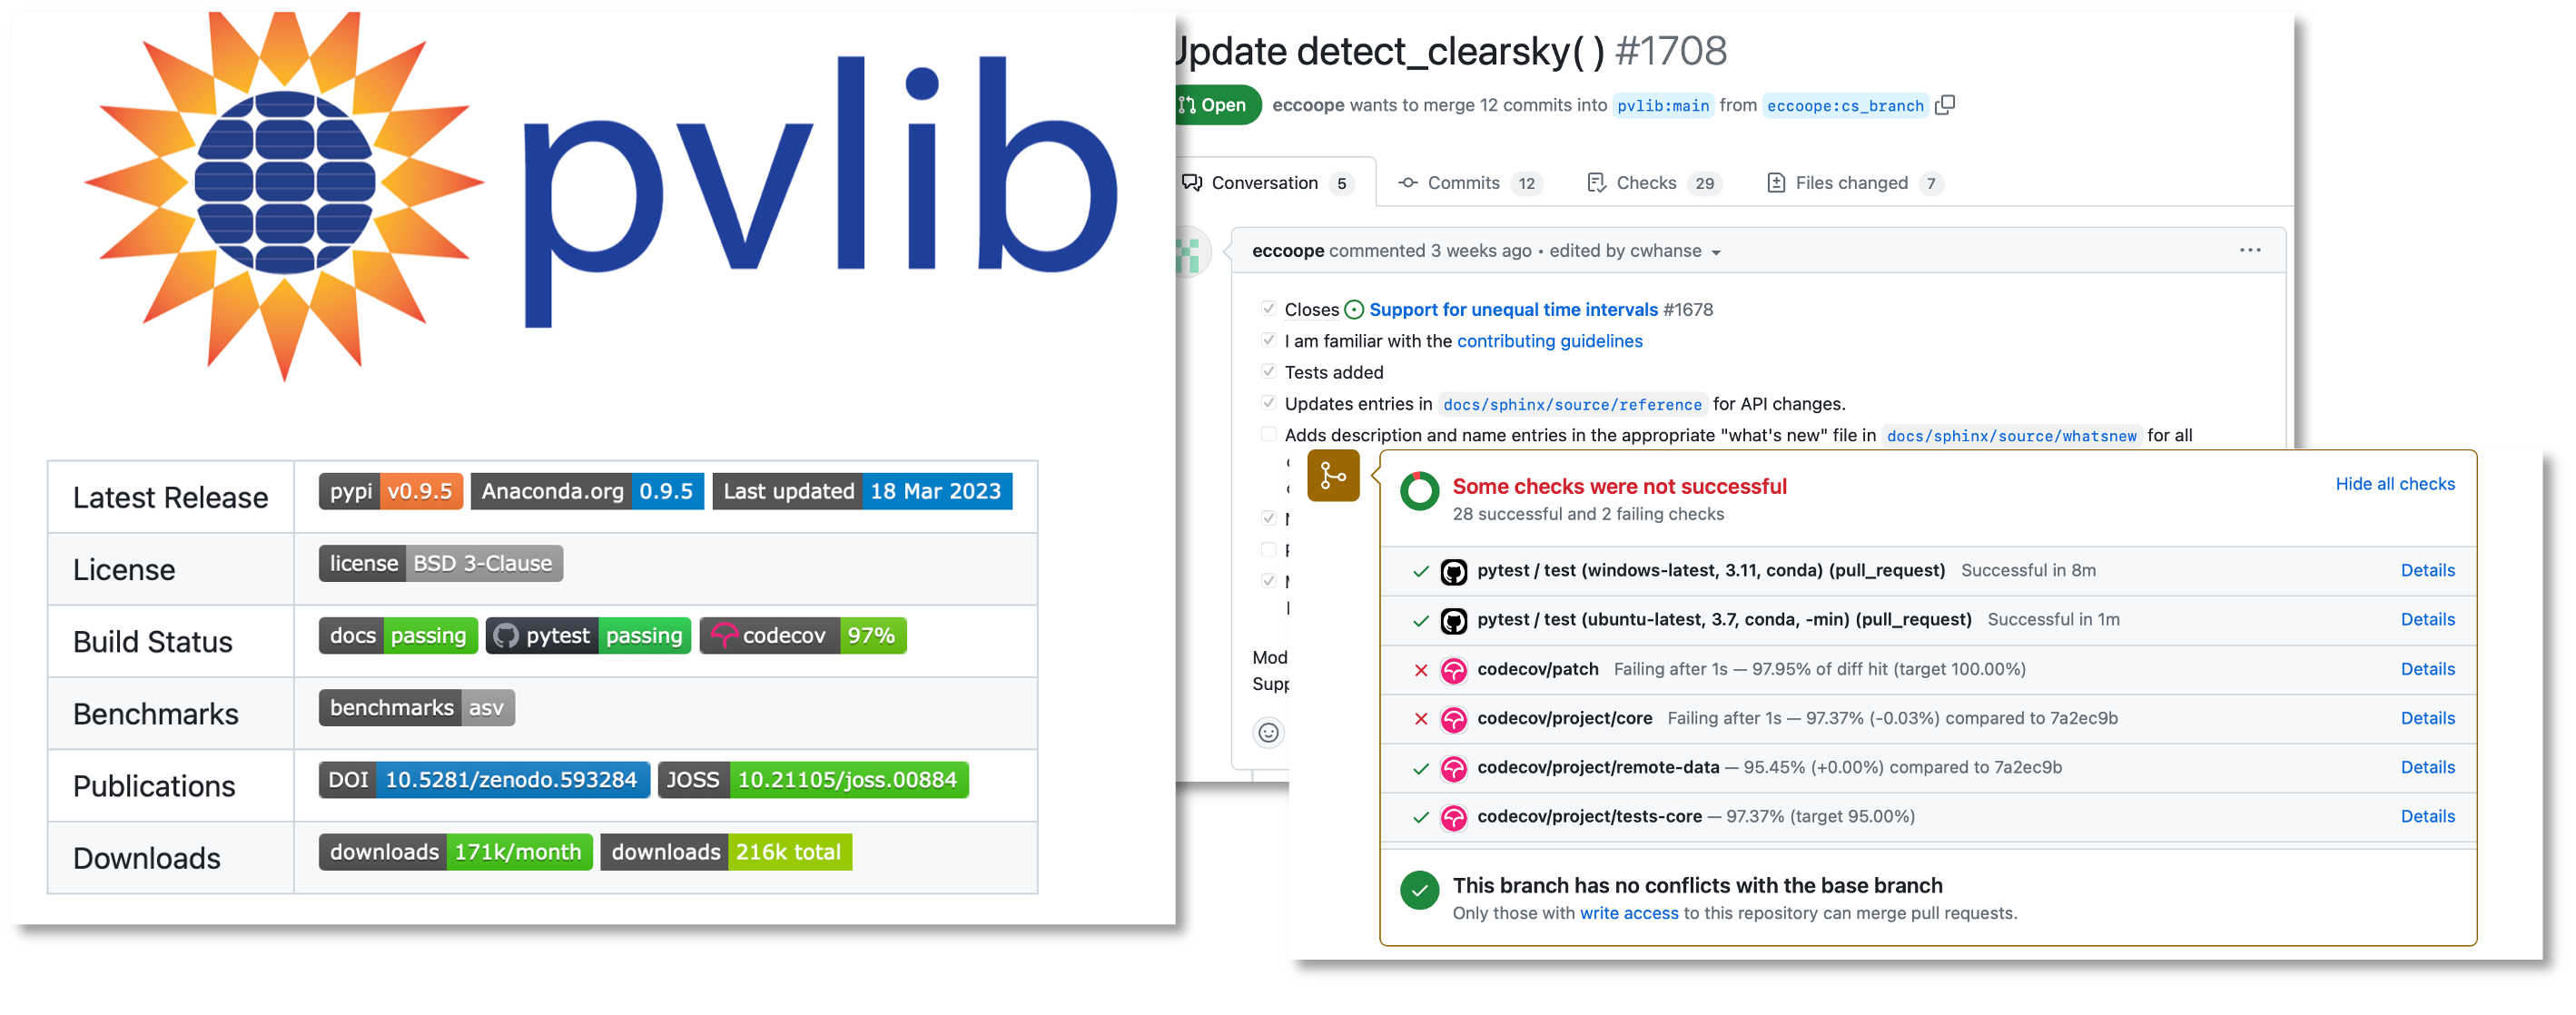 pvlib
Latest Release pypi v0.9.5 Anaconda.org 0.9.5 Last updated 18 Mar 2023
License license BSD 3-Clause
Build Status docs passing pytest passing codecov 97%
Benchmarks benchmarks asv
Publications DOI 10.5281/zenodo.593284 JOSS 10.21105/joss.00884
Downloads downloads 171k/month downloads 216k total
Update detect_clearsky() #1708
Open eccoope wants to merge 12 commits into pvlib:main from eccoope:cs_branch
Conversation 5 Commits 12 Checks 29 Files changed 7
eccoope commented 3 weeks ago • edited by cwhanse
Closes Support for unequal time intervals #1678
I am familiar with the contributing guidelines
Tests added
Updates entries in docs/sphinx/source/reference for API changes.
Adds description and name entries in the appropriate "what's new" file in docs/sphinx/source/whatsnew for all
Mod
Supp
Some checks were not successful Hide all checks
28 successful and 2 failing checks
pytest / test (windows-latest, 3.11, conda) (pull_request) Successful in 8m Details
pytest / test (ubuntu-latest, 3.7, conda, -min) (pull_request) Successful in 1m Details
codecov/patch Failing after 1s — 97.95% of diff hit (target 100.00%) Details
codecov/project/core Failing after 1s — 97.37% (-0.03%) compared to 7a2ec9b Details
codecov/project/remote-data — 95.45% (+0.00%) compared to 7a2ec9b Details
codecov/project/tests-core — 97.37% (target 95.00%) Details
This branch has no conflicts with the base branch
Only those with write access to this repository can merge pull requests.